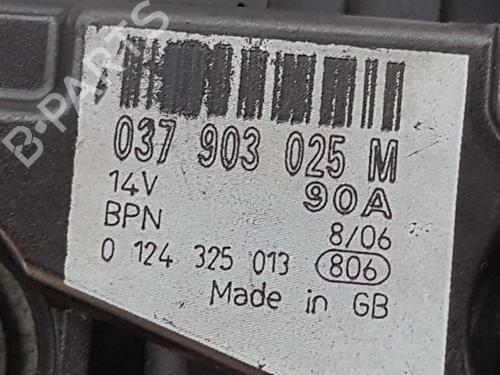 B-PARTS
037 903 025 M
14V 90A
BPN 8/06
0 124 325 013 806
Made in GB